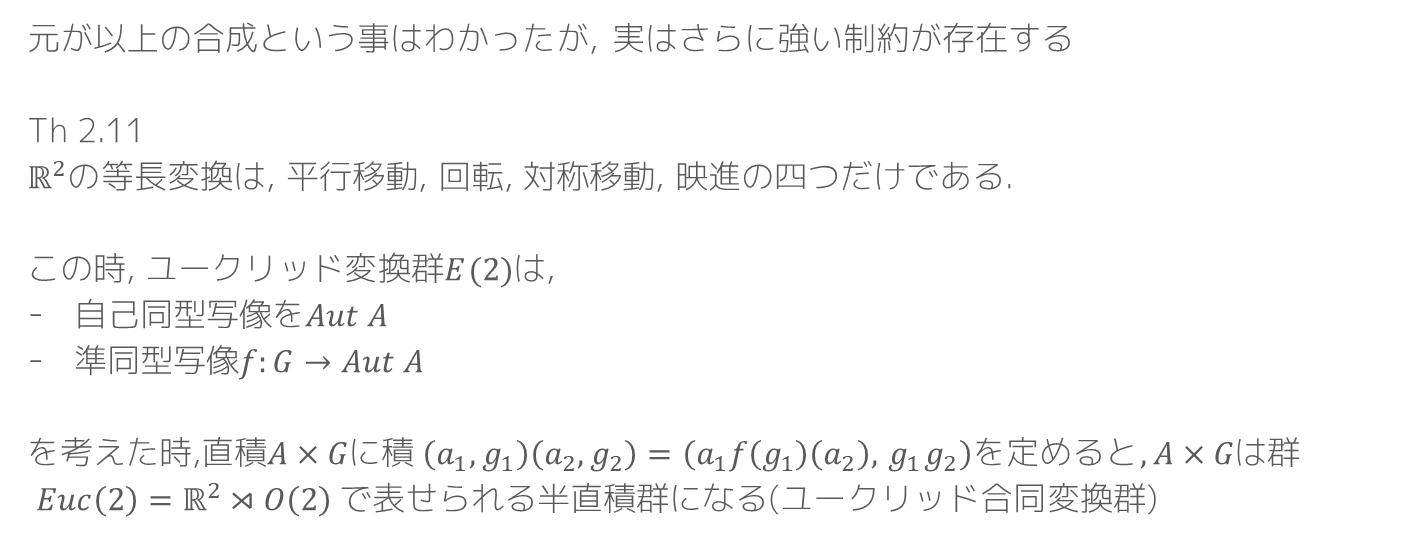 元が以上の合成という事はわかったが, 実はさらに強い制約が存在する
Th 2.11
ℝ²の等長変換は, 平行移動, 回転, 対称移動, 映進の四つだけである.
この時, ユークリッド変換群E(2)は,
- 自己同型写像をAut A
- 準同型写像f: G → Aut A
を考えた時,直積A × Gに積 (a₁, g₁)(a₂, g₂) = (a₁f(g₁)(a₂), g₁g₂)を定めると, A × Gは群
Euc(2) = ℝ² ⋊ O(2) で表せられる半直積群になる(ユークリッド合同変換群)